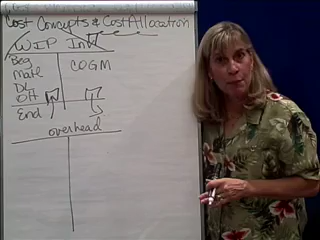 Cost Concepts & Cost Allocation
WIP Inv
Beg
COGM
Matl
DL
OH
End
overhead